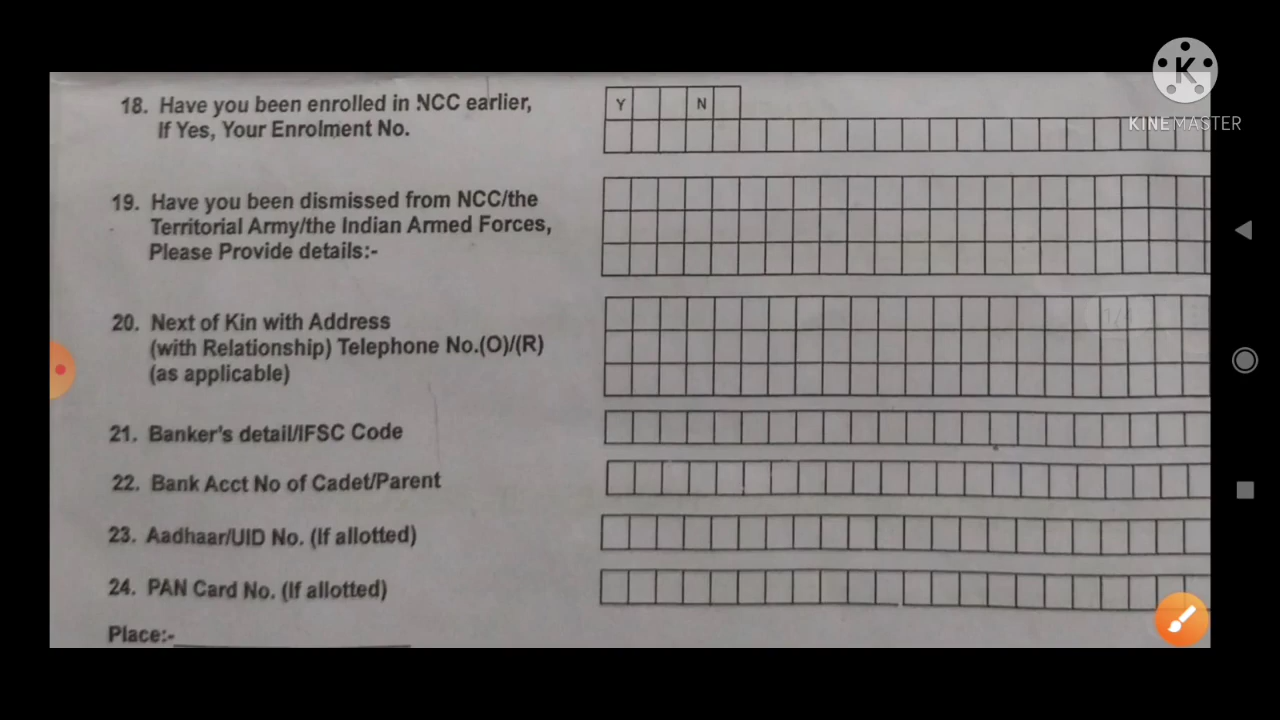 18. Have you been enrolled in NCC earlier,
If Yes, Your Enrolment No.
Y N
19. Have you been dismissed from NCC/the
Territorial Army/the Indian Armed Forces,
Please Provide details:-
20. Next of Kin with Address
(with Relationship) Telephone No.(O)/(R)
(as applicable)
21. Banker's detail/IFSC Code
22. Bank Acct No of Cadet/Parent
23. Aadhaar/UID No. (If allotted)
24. PAN Card No. (If allotted)
Place:-
K
KINEMASTER
1/1